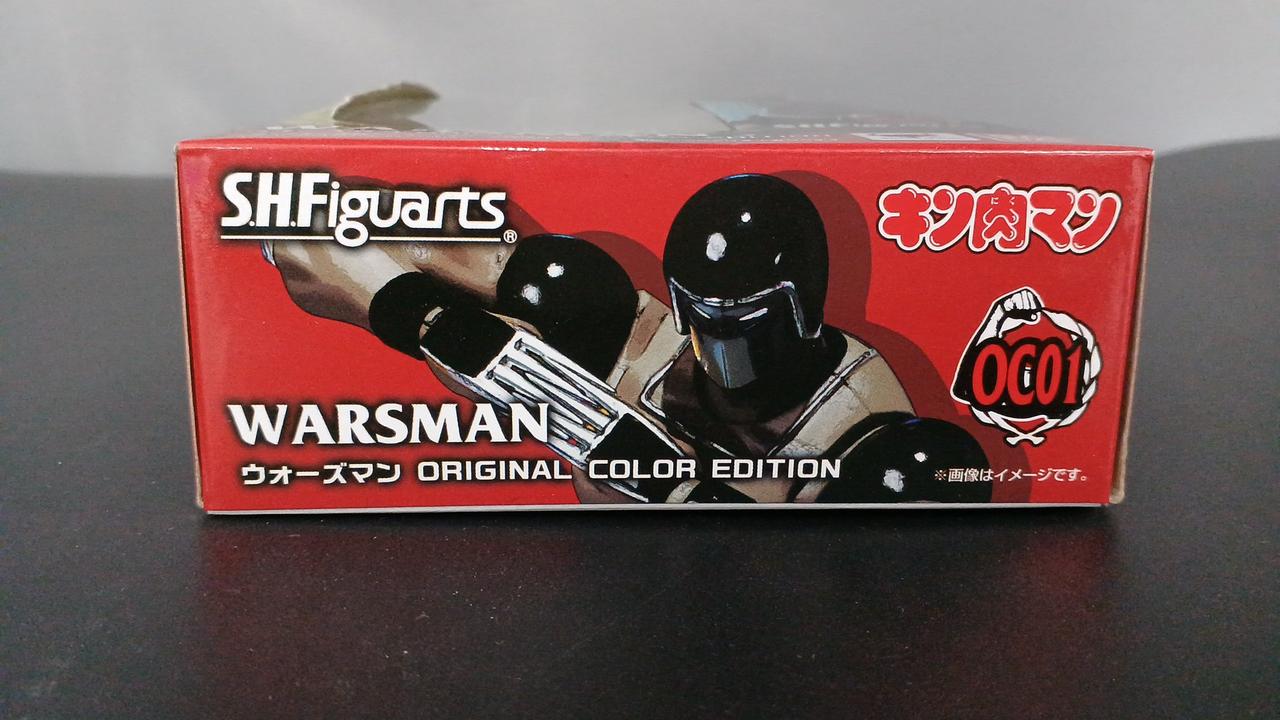 S.H.Figuarts®
キン肉マン
OC01
WARSMAN
ウォーズマン ORIGINAL COLOR EDITION
※画像はイメージです。